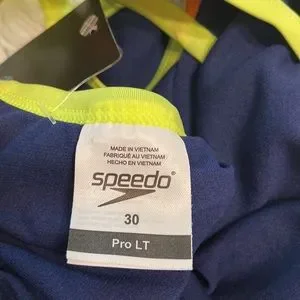 MADE IN VIETNAM
FABRIQUÉ AU VIETNAM
HECHO EN VIETNAM
speedo
30
Pro LT